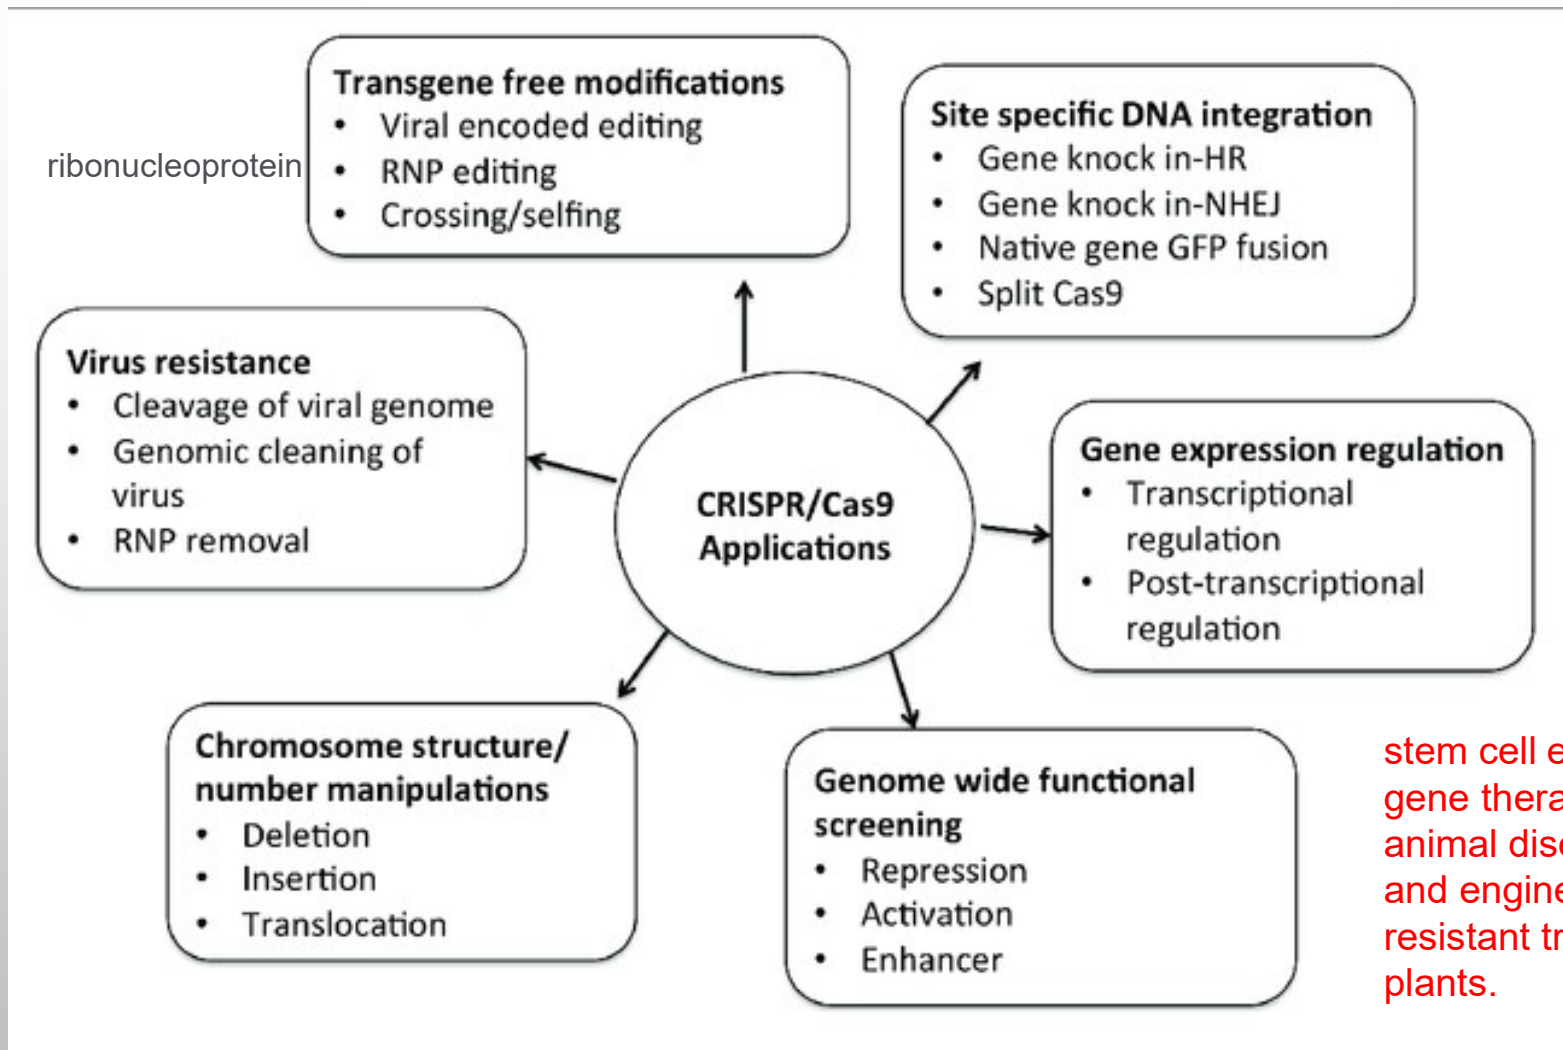 Transgene free modifications
• Viral encoded editing
• RNP editing
• Crossing/selfing
ribonucleoprotein
Site specific DNA integration
• Gene knock in-HR
• Gene knock in-NHEJ
• Native gene GFP fusion
• Split Cas9
Virus resistance
• Cleavage of viral genome
• Genomic cleaning of
virus
• RNP removal
CRISPR/Cas9
Applications
Gene expression regulation
• Transcriptional
regulation
• Post-transcriptional
regulation
Chromosome structure/
number manipulations
• Deletion
• Insertion
• Translocation
Genome wide functional
screening
• Repression
• Activation
• Enhancer
stem cell
gene
animal
and
resistant
plants.